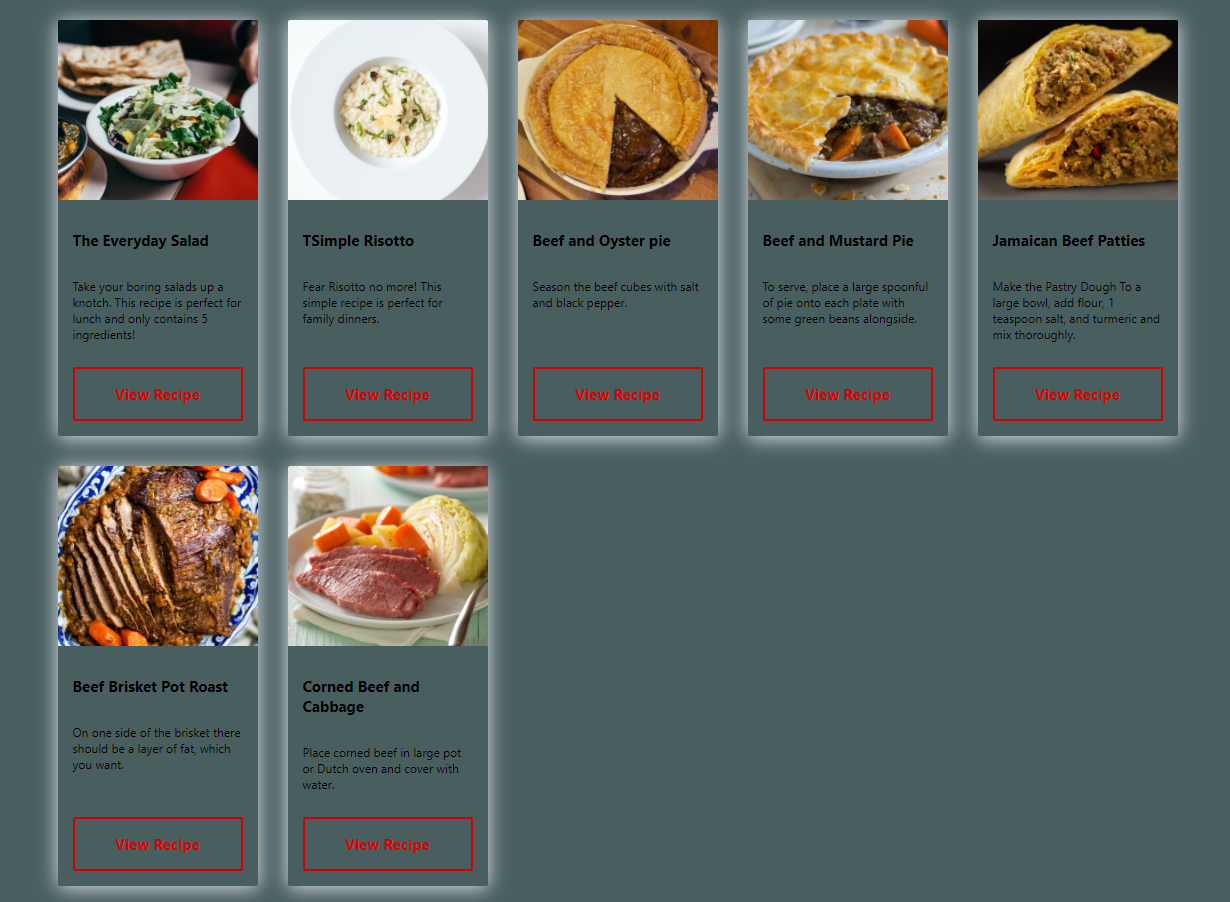 The Everyday Salad
Take your boring salads up a
knotch. This recipe is perfect for
lunch and only contains 5
ingredients!
View Recipe
TSimple Risotto
Fear Risotto no more! This
simple recipe is perfect for
family dinners.
View Recipe
Beef and Oyster pie
Season the beef cubes with salt
and black pepper.
View Recipe
Beef and Mustard Pie
To serve, place a large spoonful
of pie onto each plate with
some green beans alongside.
View Recipe
Jamaican Beef Patties
Make the Pastry Dough To a
large bowl, add flour, 1
teaspoon salt, and turmeric and
mix thoroughly.
View Recipe
Beef Brisket Pot Roast
On one side of the brisket there
should be a layer of fat, which
you want.
View Recipe
Corned Beef and
Cabbage
Place corned beef in large pot
or Dutch oven and cover with
water.
View Recipe